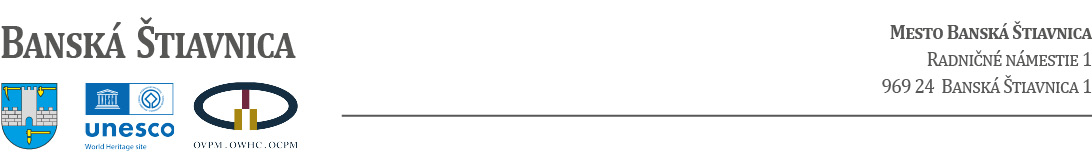 BANSKÁ ŠTIAVNICA
unesco
World Heritage site
OVPM . OWHC . OCPM
MESTO BANSKÁ ŠTIAVNICA
RADNIČNÉ NÁMESTIE 1
969 24 BANSKÁ ŠTIAVNICA 1